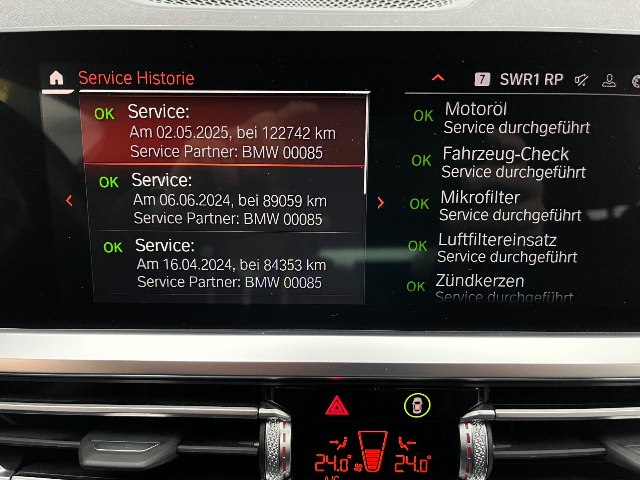 Service Historie
7 SWR1 RP
OK Service:
Am 02.05.2025, bei 122742 km
Service Partner: BMW 00085
OK Service:
Am 06.06.2024, bei 89059 km
Service Partner: BMW 00085
OK Service:
Am 16.04.2024, bei 84353 km
Service Partner: BMW 00085
OK Motoröl
Service durchgeführt
OK Fahrzeug-Check
Service durchgeführt
OK Mikrofilter
Service durchgeführt
OK Luftfiltereinsatz
Service durchgeführt
OK Zündkerzen
Service durchgeführt
24.0° 24.0°
A/C